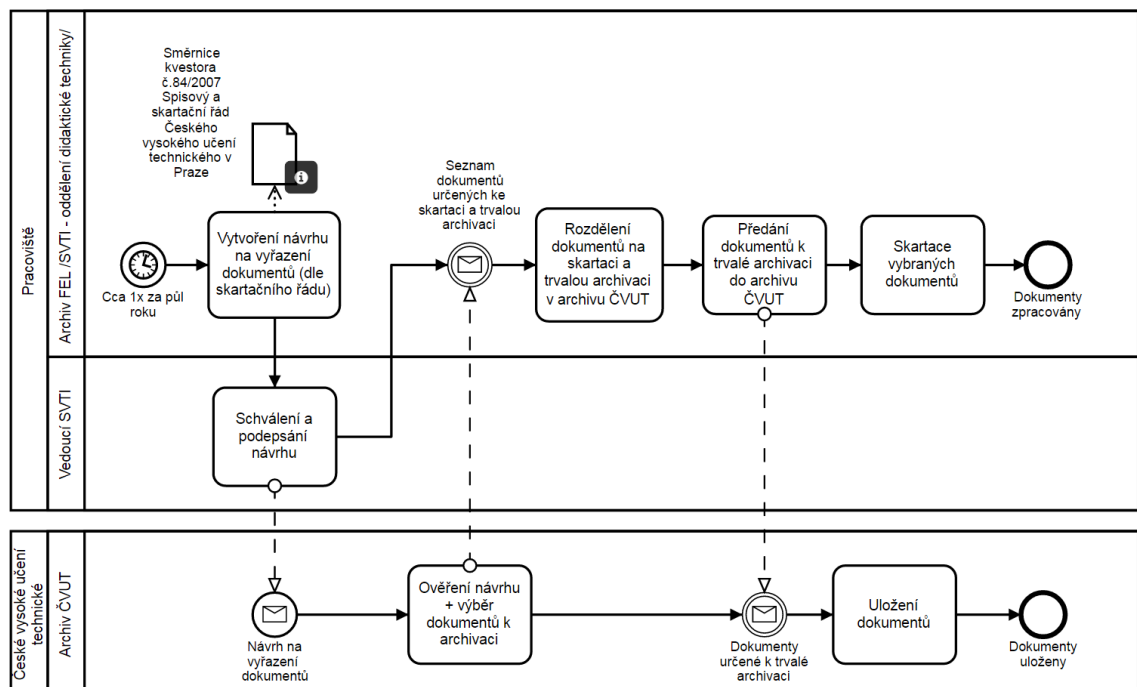 Pracoviště
Archiv FEL /SVTI - oddělení didaktické techniky/
Směrnice
kvestora
č.84/2007
Spisový a
skartační řád
Českého
vysokého učení
technického v
Praze
Cca 1x za půl
roku
Vytvoření návrhu
na vyřazení
dokumentů (dle
skartačního řádu)
Seznam
dokumentů
určených ke
skartaci a trvalou
archivaci
Rozdělení
dokumentů na
skartaci a
trvalou archivaci
v archivu ČVUT
Předání
dokumentů k
trvalé archivaci
do archivu
ČVUT
Skartace
vybraných
dokumentů
Dokumenty
zpracovány
Vedoucí SVTI
Schválení a
podepsání
návrhu
České vysoké učení
technické
Archiv ČVUT
Návrh na
vyřazení
dokumentů
Ověření návrhu
+ výběr
dokumentů k
archivaci
Dokumenty
určené k trvalé
archivaci
Uložení
dokumentů
Dokumenty
uloženy